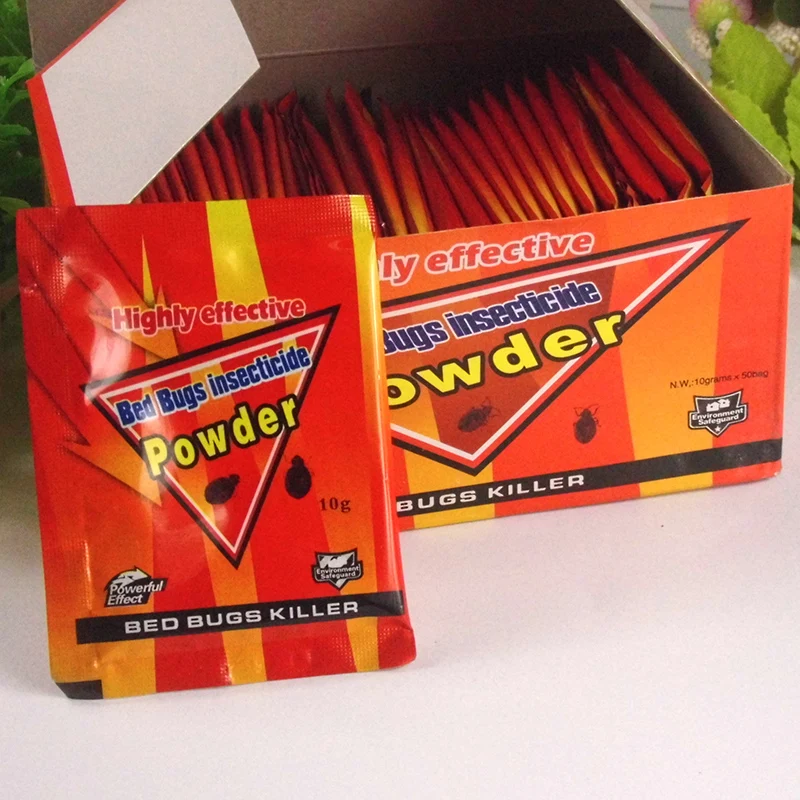 Highly effective
Bed Bugs insecticide
Powder
10g
Powerful
Effect
Environment
Safeguard
BED BUGS KILLER
ly effective
Bugs insecticide
owder
N.W,:10grams x 50bag
Environment
Safeguard
BUGS KILLER